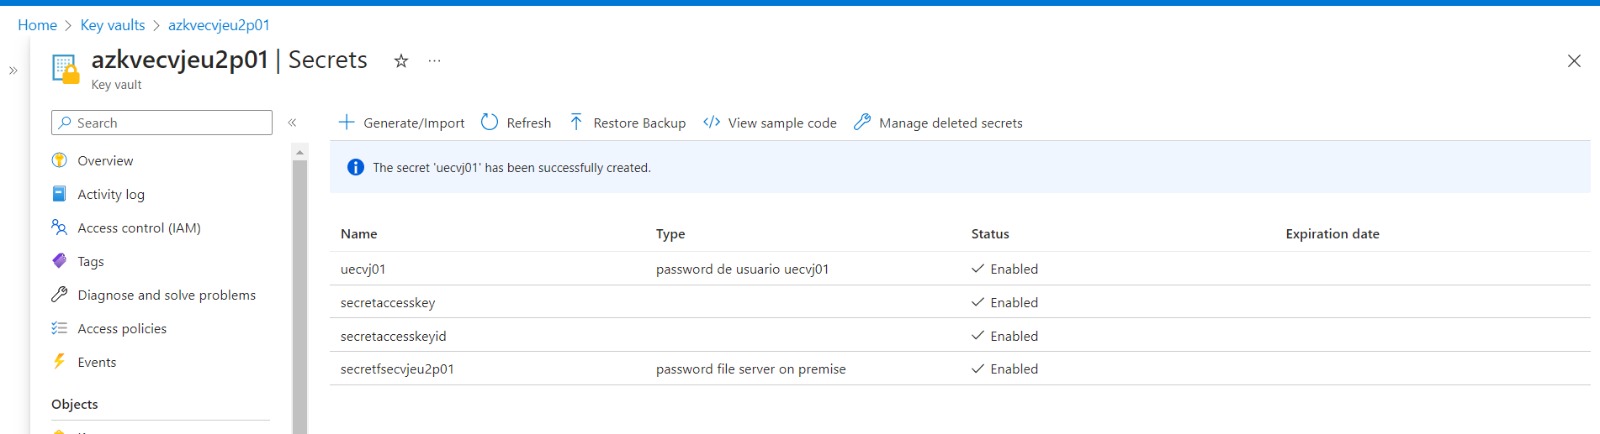 Home > Key vaults > azkvecvjeu2p01
azkvecvjeu2p01 | Secrets ☆ ···
Key vault
Search
Overview
Activity log
Access control (IAM)
Tags
Diagnose and solve problems
Access policies
Events
Objects
Generate/Import Refresh Restore Backup View sample code Manage deleted secrets
The secret 'uecvj01' has been successfully created.
Name Type Status Expiration date
uecvj01 password de usuario uecvj01 ✓ Enabled
secretaccesskey ✓ Enabled
secretaccesskeyid ✓ Enabled
secretfsecvjeu2p01 password file server on premise ✓ Enabled